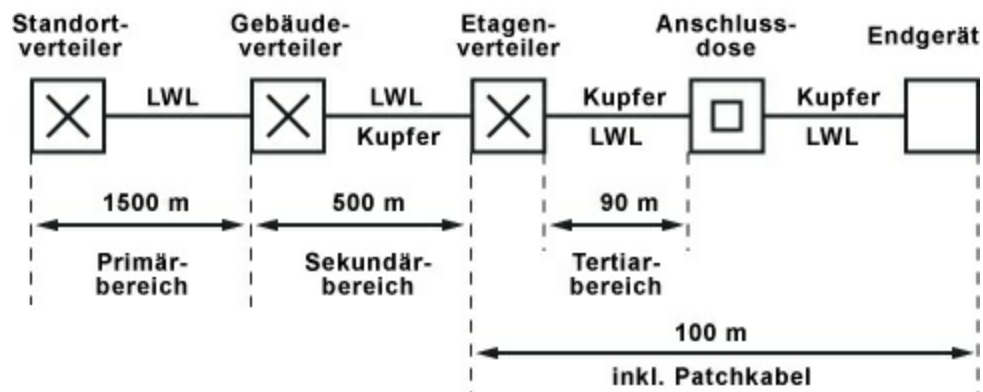 Standort-
verteiler
Gebäude-
verteiler
Etagen-
verteiler
Anschluss-
dose
Endgerät
LWL
LWL
Kupfer
Kupfer
LWL
Kupfer
LWL
1500 m
500 m
90 m
Primär-
bereich
Sekundär-
bereich
Tertiar-
bereich
100 m
inkl. Patchkabel